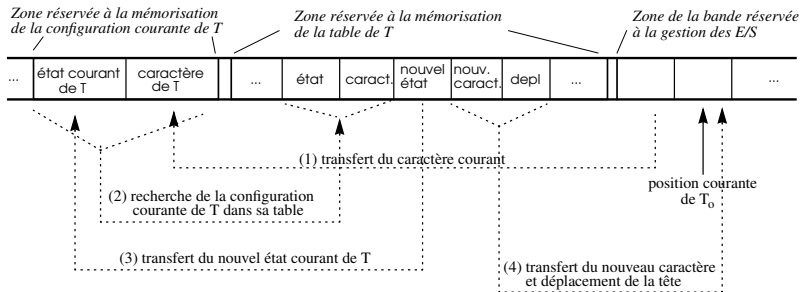 Zone réservée à la mémorisation
de la configuration courante de T
Zone réservée à la mémorisation
de la table de T
Zone de la bande réservée
à la gestion des E/S
...
état courant
de T
caractère
de T
...
état
caract.
nouvel
état
nouv.
caract.
depl
...
...
(1) transfert du caractère courant
position courante
de To
(2) recherche de la configuration
courante de T dans sa table
(3) transfert du nouvel état courant de T
(4) transfert du nouveau caractère
et déplacement de la tête